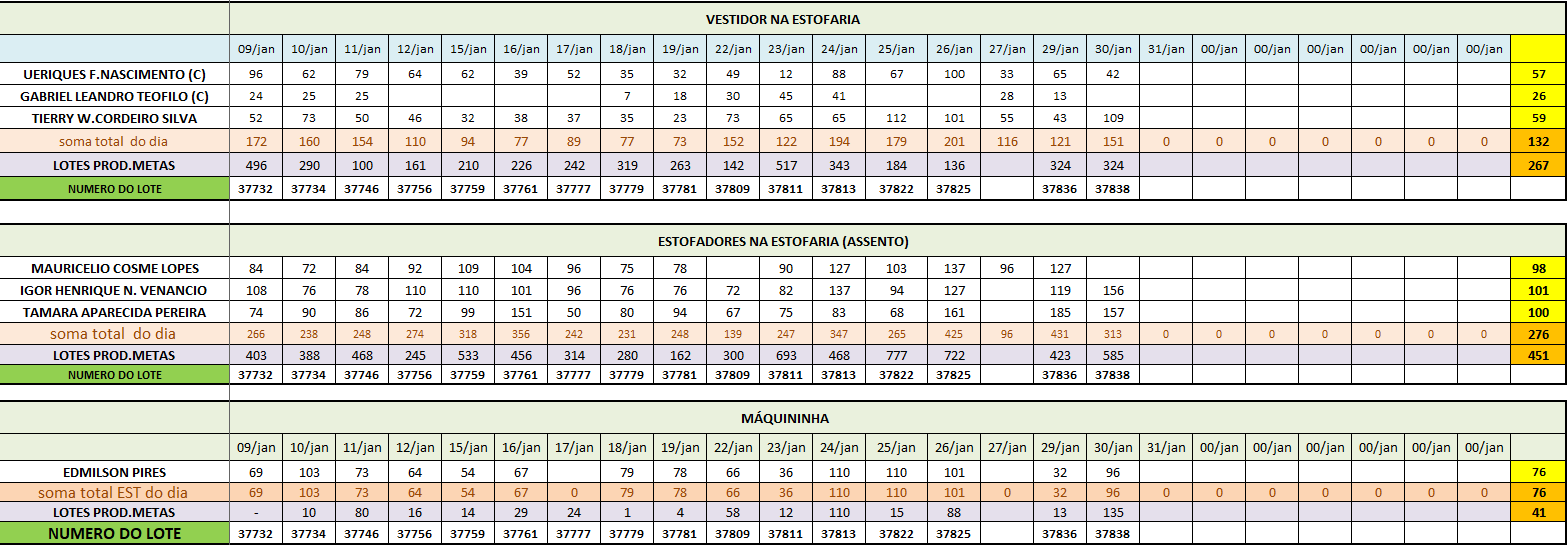 VESTIDOR NA ESTOFARIA
09/jan 10/jan 11/jan 12/jan 15/jan 16/jan 17/jan 18/jan 19/jan 22/jan 23/jan 24/jan 25/jan 26/jan 27/jan 29/jan 30/jan 31/jan 00/jan 00/jan 00/jan 00/jan 00/jan 00/jan
UERIQUES F.NASCIMENTO (C) 96 62 79 64 62 39 52 35 32 49 12 88 67 100 33 65 42 57
GABRIEL LEANDRO TEOFILO (C) 24 25 25 7 18 30 45 41 28 13 26
TIERRY W.CORDEIRO SILVA 52 73 50 46 32 38 37 35 23 73 65 65 112 101 55 43 109 59
soma total do dia 172 160 154 110 94 77 89 77 73 152 122 194 179 201 116 121 151 0 0 0 0 0 0 0 132
LOTES PROD.METAS 496 290 100 161 210 226 242 319 263 142 517 343 184 136 324 324 267
NUMERO DO LOTE 37732 37734 37746 37756 37759 37761 37777 37779 37781 37809 37811 37813 37822 37825 37836 37838
ESTOFADORES NA ESTOFARIA (ASSENTO)
MAURICELIO COSME LOPES 84 72 84 92 109 104 96 75 78 90 127 103 137 96 127 98
IGOR HENRIQUE N. VENANCIO 108 76 78 110 110 101 96 76 76 72 82 137 94 127 119 156 101
TAMARA APARECIDA PEREIRA 74 90 86 72 99 151 50 80 94 67 75 83 68 161 185 157 100
soma total do dia 266 238 248 274 318 356 242 231 248 139 247 347 265 425 96 431 313 0 0 0 0 0 0 0 276
LOTES PROD.METAS 403 388 468 245 533 456 314 280 162 300 693 468 777 722 423 585 451
NUMERO DO LOTE 37732 37734 37746 37756 37759 37761 37777 37779 37781 37809 37811 37813 37822 37825 37836 37838
MÁQUININHA
09/jan 10/jan 11/jan 12/jan 15/jan 16/jan 17/jan 18/jan 19/jan 22/jan 23/jan 24/jan 25/jan 26/jan 27/jan 29/jan 30/jan 31/jan 00/jan 00/jan 00/jan 00/jan 00/jan 00/jan
EDMILSON PIRES 69 103 73 64 54 67 79 78 66 36 110 110 101 32 96 76
soma total EST do dia 69 103 73 64 54 67 0 79 78 66 36 110 110 101 0 32 96 0 0 0 0 0 0 0 76
LOTES PROD.METAS - 10 80 16 14 29 24 1 4 58 12 110 15 88 13 135 41
NUMERO DO LOTE 37732 37734 37746 37756 37759 37761 37777 37779 37781 37809 37811 37813 37822 37825 37836 37838